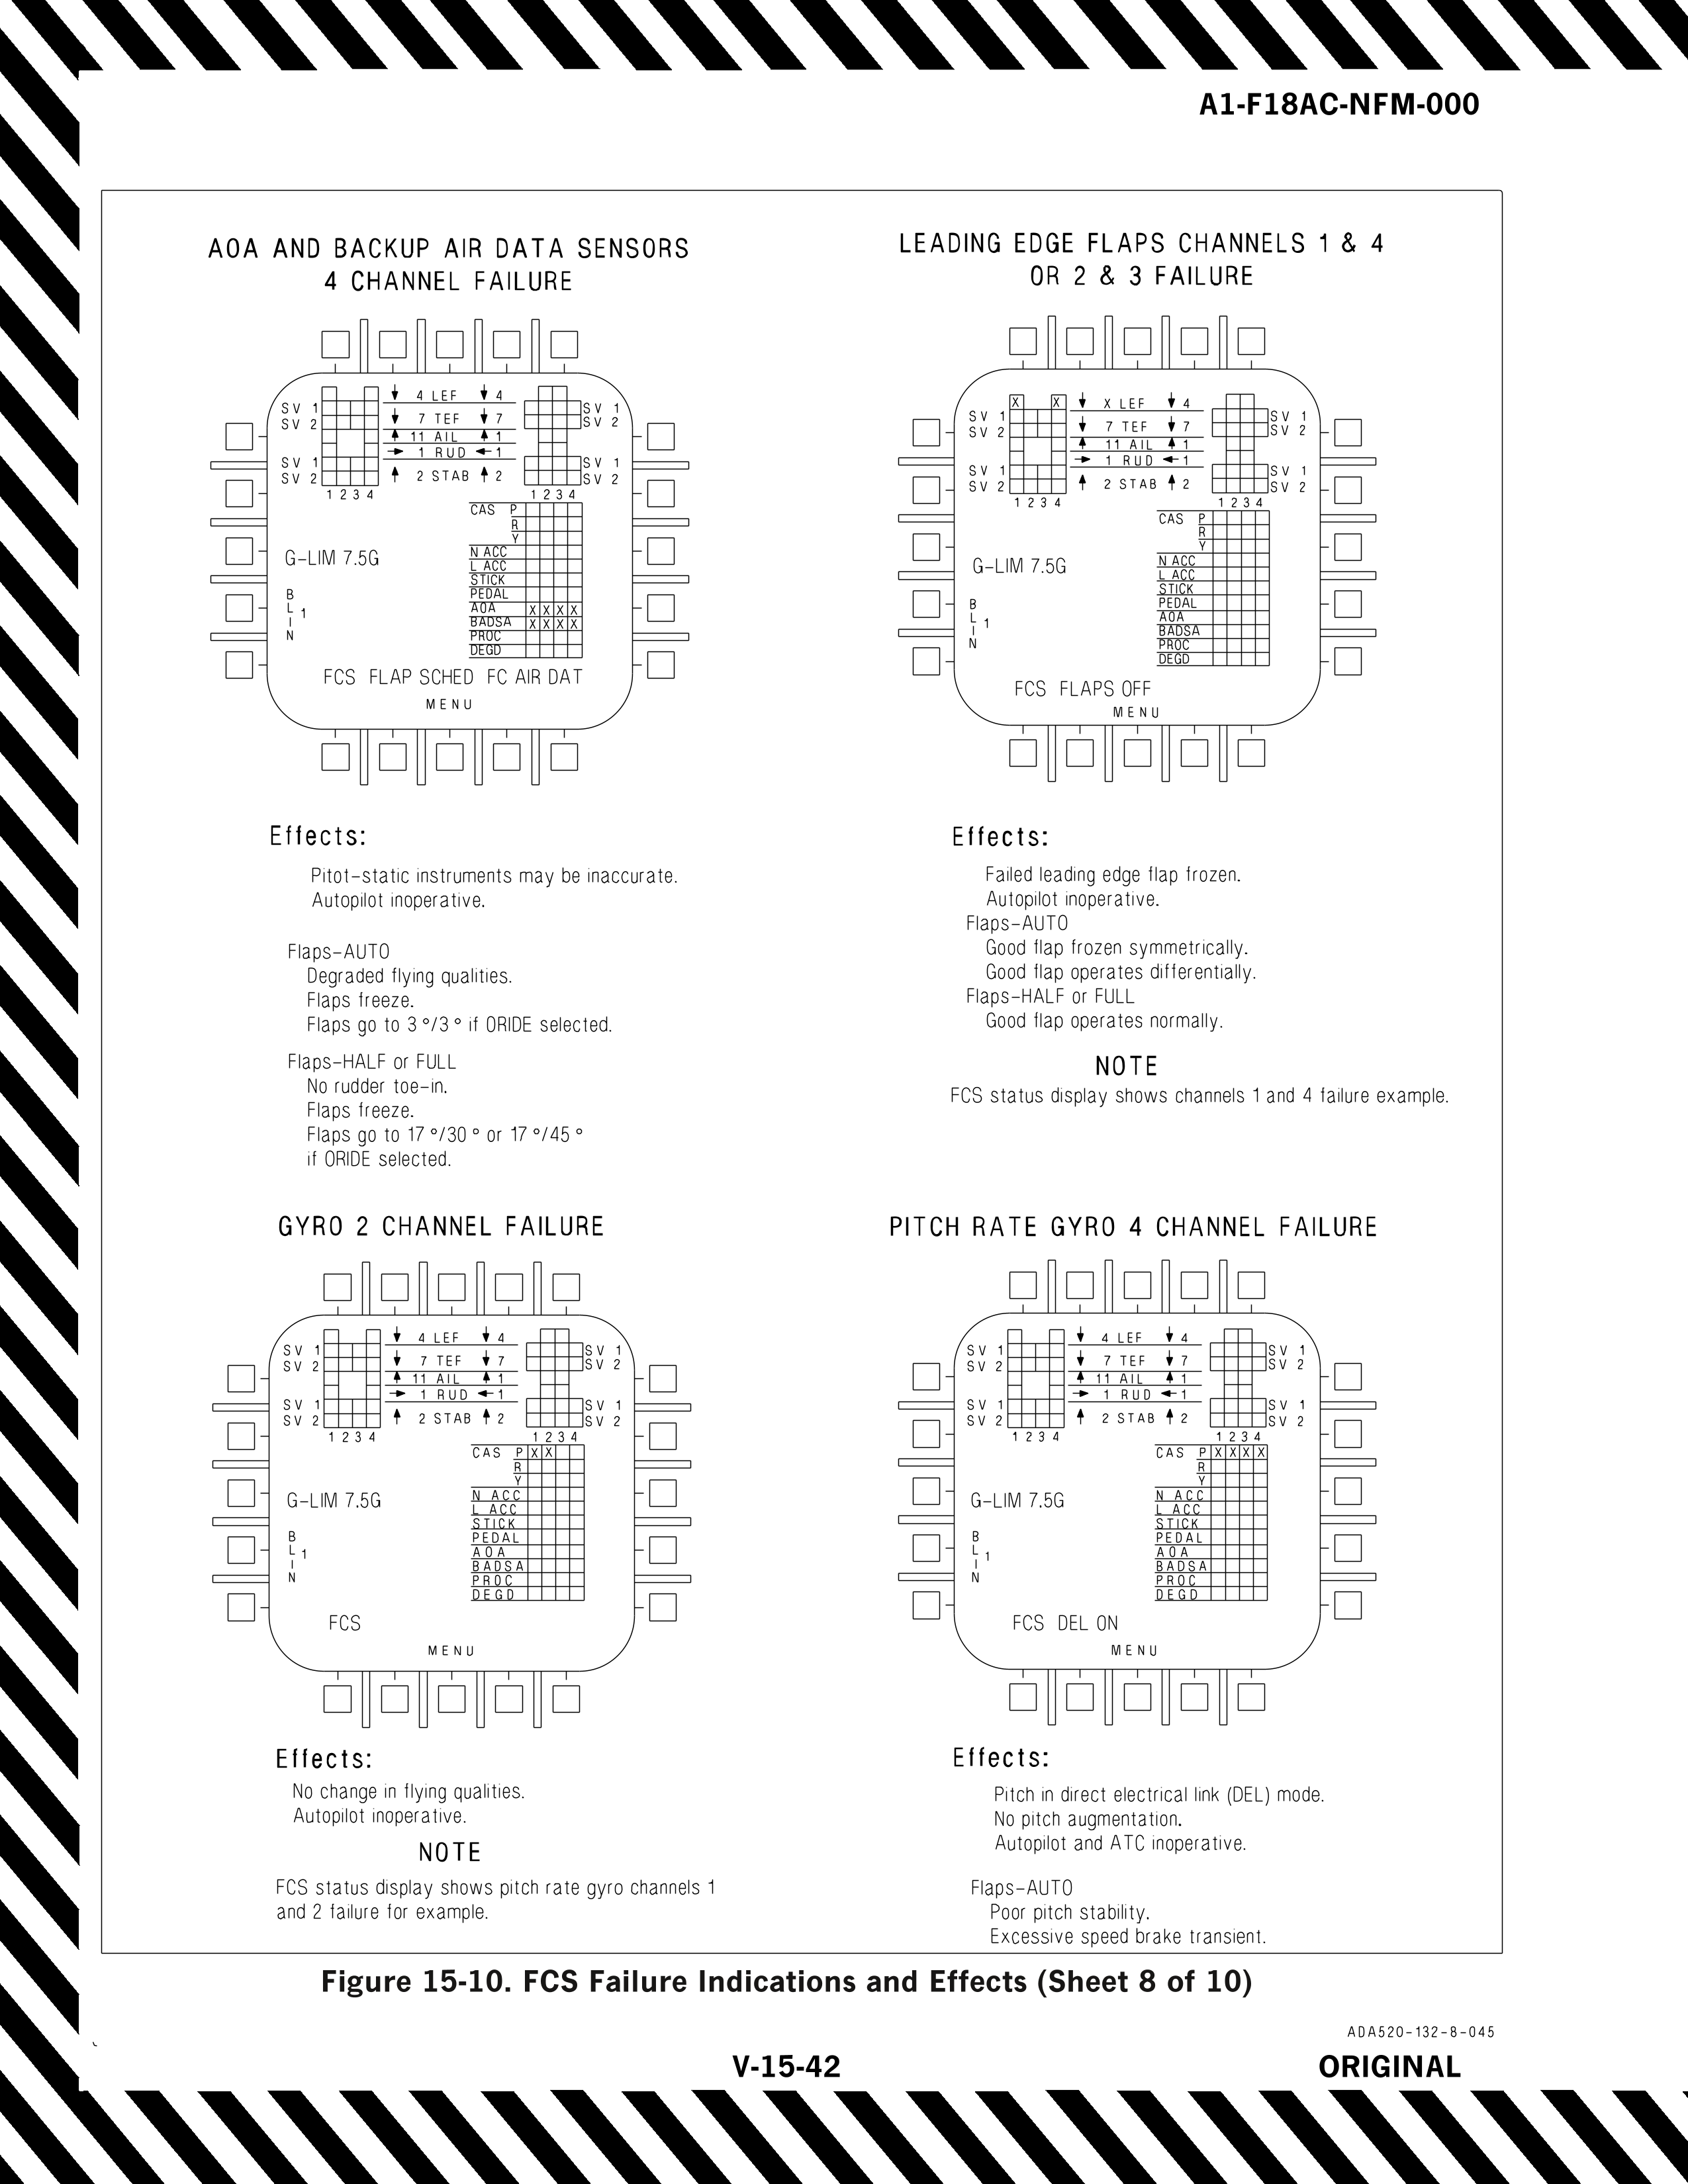 A1-F18AC-NFM-000
AOA AND BACKUP AIR DATA SENSORS
4 CHANNEL FAILURE
SV 1
SV 2
SV 1
SV 2
1 2 3 4
4 LEF 4
7 TEF 7
11 AIL 1
1 RUD 1
2 STAB 2
SV 1
SV 2
SV 1
SV 2
1 2 3 4
CAS P
R
Y
N ACC
L ACC
STICK
PEDAL
AOA X X X X
BADSA X X X X
PROC
DEGD
G-LIM 7.5G
B
L 1
I
N
FCS FLAP SCHED FC AIR DAT
MENU
Effects:
Pitot-static instruments may be inaccurate.
Autopilot inoperative.
Flaps-AUTO
Degraded flying qualities.
Flaps freeze.
Flaps go to 3 °/3 ° if ORIDE selected.
Flaps-HALF or FULL
No rudder toe-in.
Flaps freeze.
Flaps go to 17 °/30 ° or 17 °/45 °
if ORIDE selected.
LEADING EDGE FLAPS CHANNELS 1 & 4
OR 2 & 3 FAILURE
X X
SV 1
SV 2
SV 1
SV 2
1 2 3 4
X LEF 4
7 TEF 7
11 AIL 1
1 RUD 1
2 STAB 2
SV 1
SV 2
SV 1
SV 2
1 2 3 4
CAS P
R
Y
N ACC
L ACC
STICK
PEDAL
AOA
BADSA
PROC
DEGD
G-LIM 7.5G
B
L 1
I
N
FCS FLAPS OFF
MENU
Effects:
Failed leading edge flap frozen.
Autopilot inoperative.
Flaps-AUTO
Good flap frozen symmetrically.
Good flap operates differentially.
Flaps-HALF or FULL
Good flap operates normally.
NOTE
FCS status display shows channels 1 and 4 failure example.
GYRO 2 CHANNEL FAILURE
SV 1
SV 2
SV 1
SV 2
1 2 3 4
4 LEF 4
7 TEF 7
11 AIL 1
1 RUD 1
2 STAB 2
SV 1
SV 2
SV 1
SV 2
1 2 3 4
CAS P X X
R
Y
N ACC
L ACC
STICK
PEDAL
AOA
BADSA
PROC
DEGD
G-LIM 7.5G
B
L 1
I
N
FCS
MENU
Effects:
No change in flying qualities.
Autopilot inoperative.
NOTE
FCS status display shows pitch rate gyro channels 1
and 2 failure for example.
PITCH RATE GYRO 4 CHANNEL FAILURE
SV 1
SV 2
SV 1
SV 2
1 2 3 4
4 LEF 4
7 TEF 7
11 AIL 1
1 RUD 1
2 STAB 2
SV 1
SV 2
SV 1
SV 2
1 2 3 4
CAS P X X X X
R
Y
N ACC
L ACC
STICK
PEDAL
AOA
BADSA
PROC
DEGD
G-LIM 7.5G
B
L 1
I
N
FCS DEL ON
MENU
Effects:
Pitch in direct electrical link (DEL) mode.
No pitch augmentation.
Autopilot and ATC inoperative.
Flaps-AUTO
Poor pitch stability.
Excessive speed brake transient.
Figure 15-10. FCS Failure Indications and Effects (Sheet 8 of 10)
ADA520-132-8-045
V-15-42
ORIGINAL